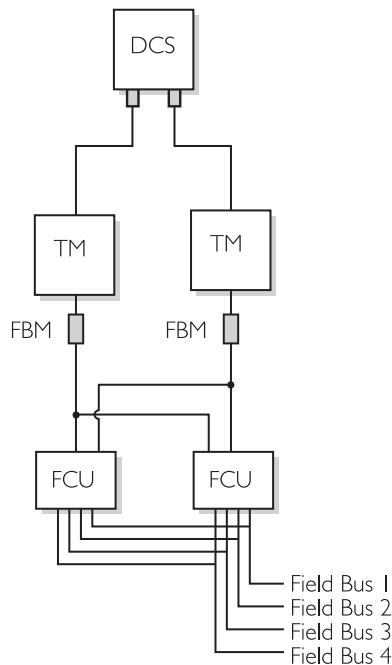 DCS
TM
TM
FBM
FBM
FCU
FCU
Field Bus 1
Field Bus 2
Field Bus 3
Field Bus 4